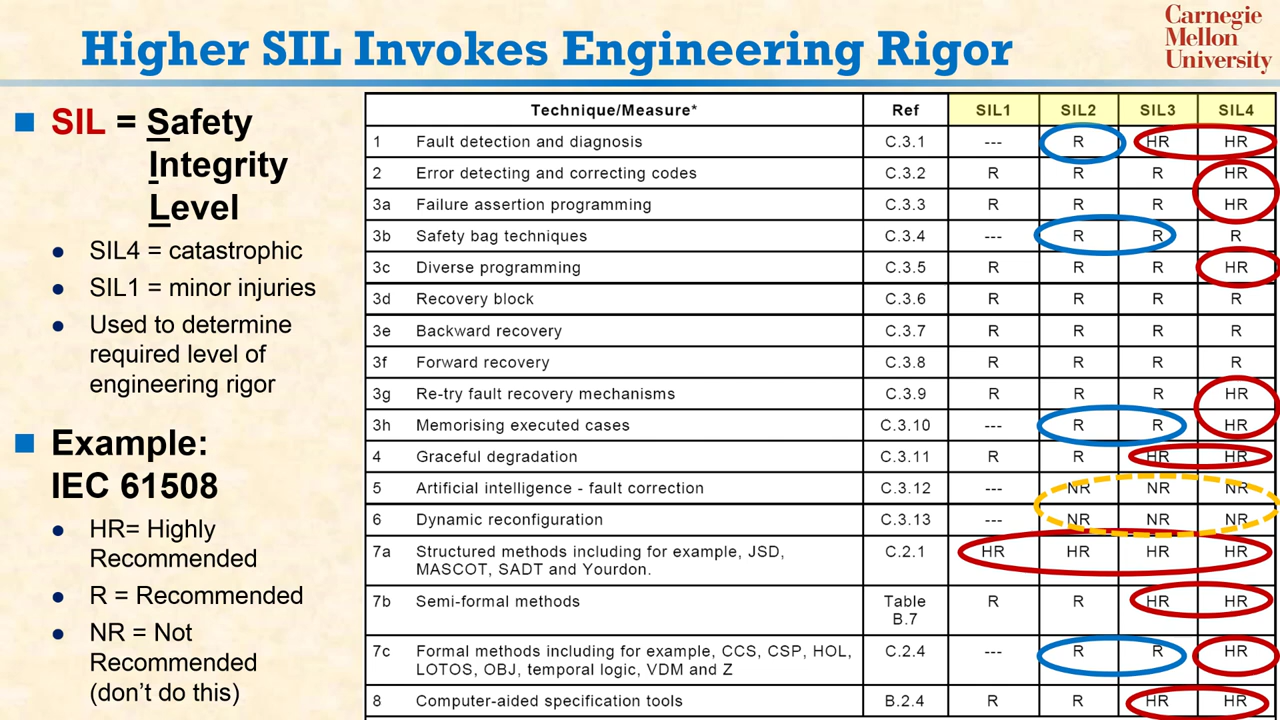 Higher SIL Invokes Engineering Rigor
Carnegie
Mellon
University
SIL = Safety
Integrity
Level
SIL4 = catastrophic
SIL1 = minor injuries
Used to determine
required level of
engineering rigor
Example:
IEC 61508
HR= Highly
Recommended
R = Recommended
NR = Not
Recommended
(don't do this)
Technique/Measure* Ref SIL1 SIL2 SIL3 SIL4
1 Fault detection and diagnosis C.3.1 --- R HR HR
2 Error detecting and correcting codes C.3.2 R R R HR
3a Failure assertion programming C.3.3 R R R HR
3b Safety bag techniques C.3.4 --- R R R
3c Diverse programming C.3.5 R R R HR
3d Recovery block C.3.6 R R R R
3e Backward recovery C.3.7 R R R R
3f Forward recovery C.3.8 R R R R
3g Re-try fault recovery mechanisms C.3.9 R R R HR
3h Memorising executed cases C.3.10 --- R R HR
4 Graceful degradation C.3.11 R R HR HR
5 Artificial intelligence - fault correction C.3.12 --- NR NR NR
6 Dynamic reconfiguration C.3.13 --- NR NR NR
7a Structured methods including for example, JSD, C.2.1 HR HR HR HR
MASCOT, SADT and Yourdon.
7b Semi-formal methods Table R R HR HR
B.7
7c Formal methods including for example, CCS, CSP, HOL, C.2.4 --- R R HR
LOTOS, OBJ, temporal logic, VDM and Z
8 Computer-aided specification tools B.2.4 R R HR HR